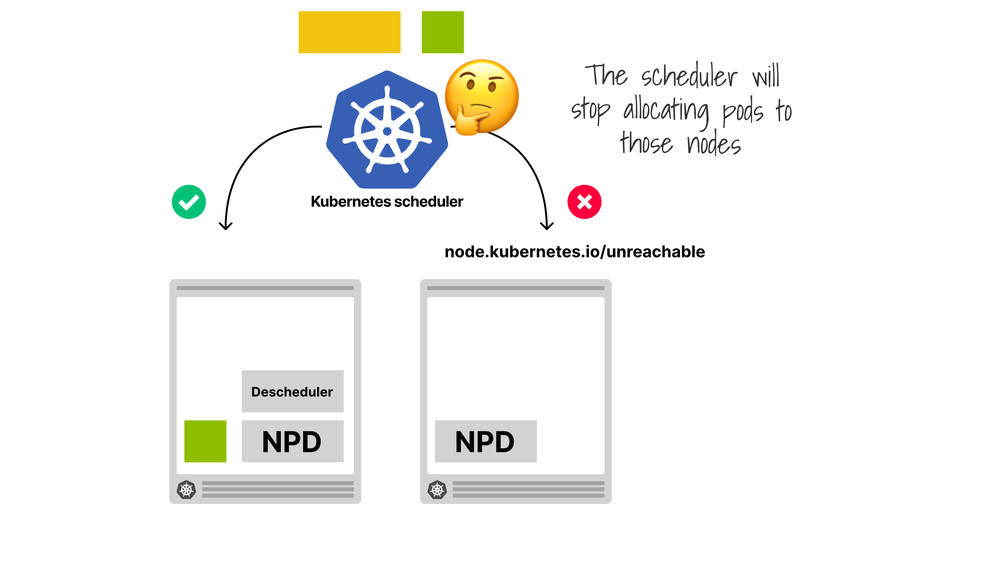 The scheduler will
stop allocating pods to
those nodes
Kubernetes scheduler
node.kubernetes.io/unreachable
Descheduler
NPD
NPD